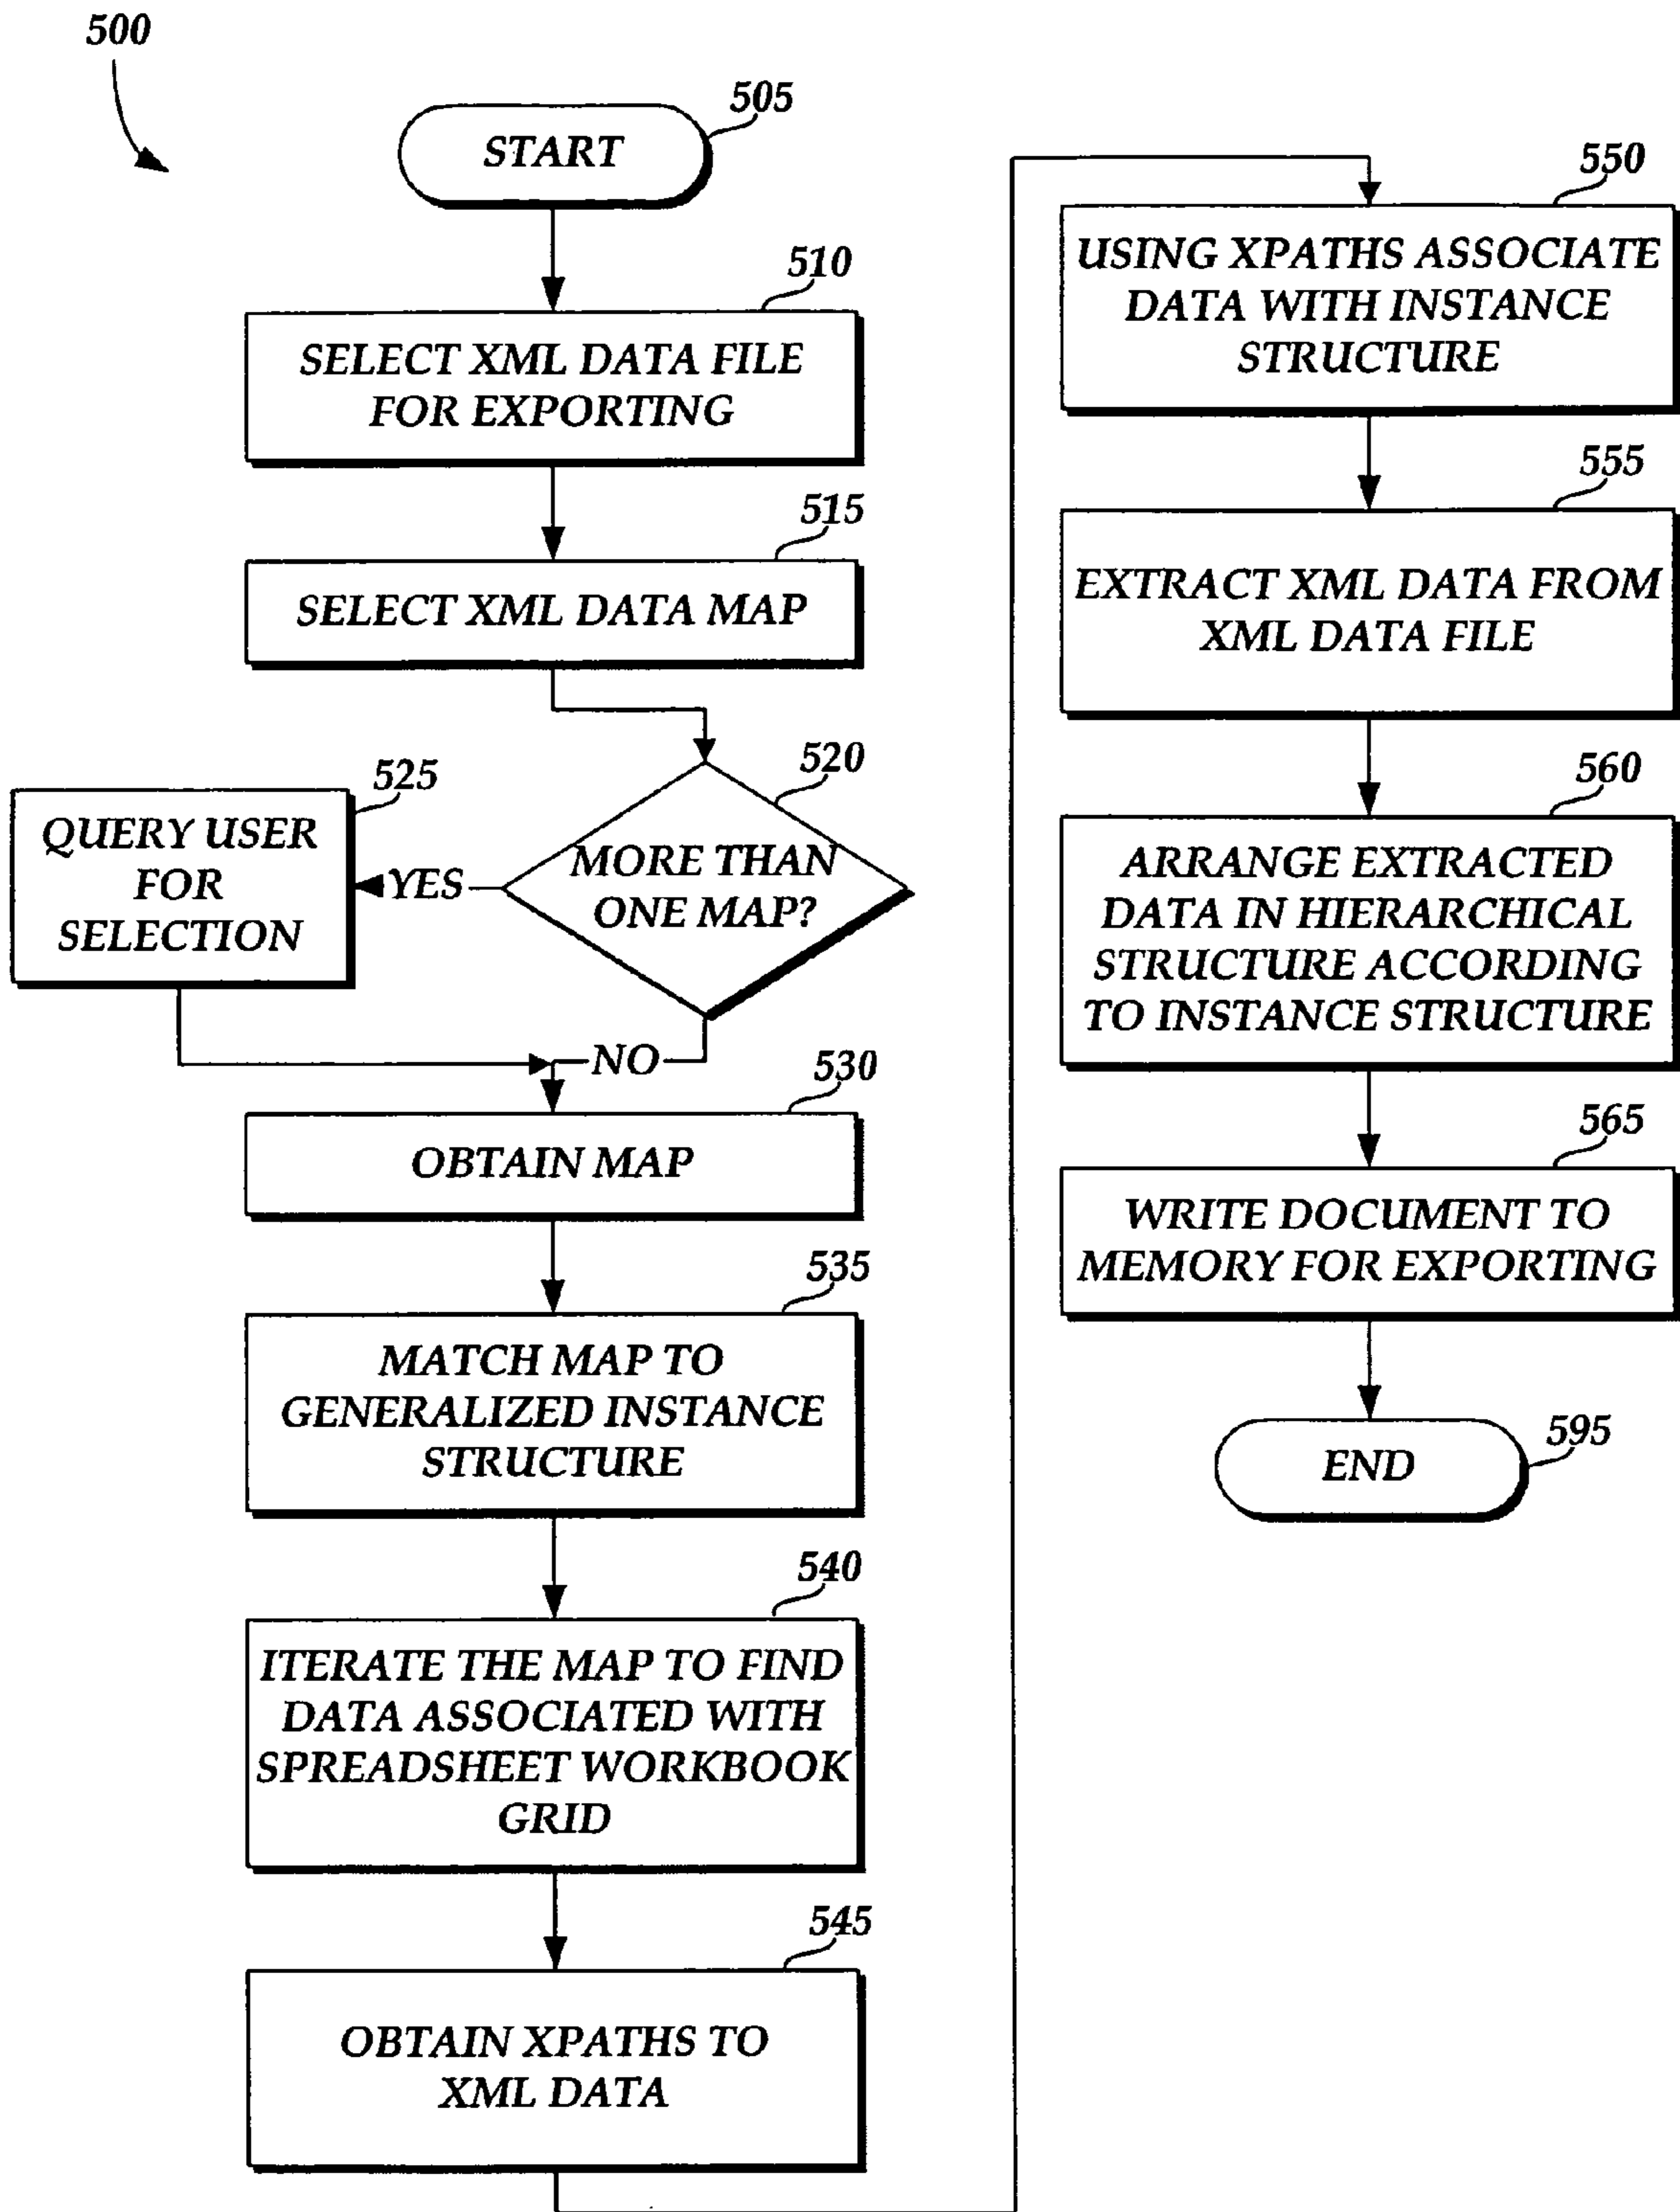 500
505
START
510
SELECT XML DATA FILE
FOR EXPORTING
515
SELECT XML DATA MAP
520
MORE THAN
ONE MAP?
YES
525
QUERY USER
FOR
SELECTION
NO
530
OBTAIN MAP
535
MATCH MAP TO
GENERALIZED INSTANCE
STRUCTURE
540
ITERATE THE MAP TO FIND
DATA ASSOCIATED WITH
SPREADSHEET WORKBOOK
GRID
545
OBTAIN XPATHS TO
XML DATA
550
USING XPATHS ASSOCIATE
DATA WITH INSTANCE
STRUCTURE
555
EXTRACT XML DATA FROM
XML DATA FILE
560
ARRANGE EXTRACTED
DATA IN HIERARCHICAL
STRUCTURE ACCORDING
TO INSTANCE STRUCTURE
565
WRITE DOCUMENT TO
MEMORY FOR EXPORTING
595
END